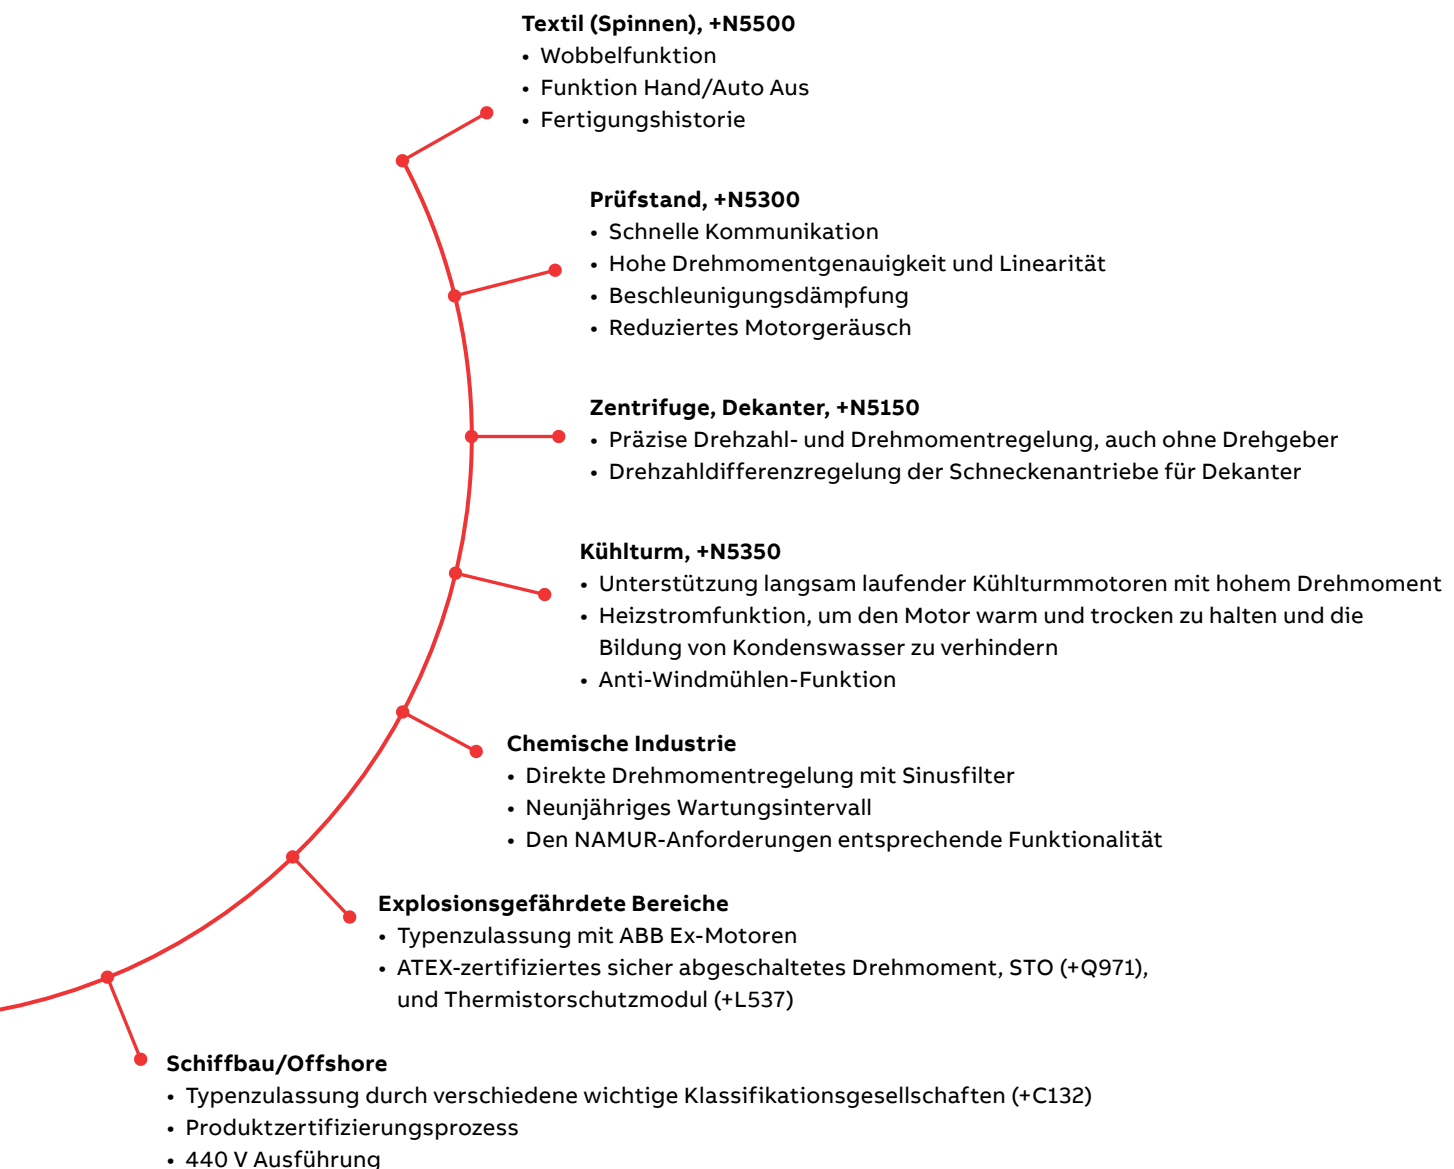 Textil (Spinnen), +N5500
• Wobbelfunktion
• Funktion Hand/Auto Aus
• Fertigungshistorie
Prüfstand, +N5300
• Schnelle Kommunikation
• Hohe Drehmomentgenauigkeit und Linearität
• Beschleunigungsdämpfung
• Reduziertes Motorgeräusch
Zentrifuge, Dekanter, +N5150
• Präzise Drehzahl- und Drehmomentregelung, auch ohne Drehgeber
• Drehzahldifferenzregelung der Schneckenantriebe für Dekanter
Kühlturm, +N5350
• Unterstützung langsam laufender Kühlturmmotoren mit hohem Drehmoment
• Heizstromfunktion, um den Motor warm und trocken zu halten und die
Bildung von Kondenswasser zu verhindern
• Anti-Windmühlen-Funktion
Chemische Industrie
• Direkte Drehmomentregelung mit Sinusfilter
• Neunjähriges Wartungsintervall
• Den NAMUR-Anforderungen entsprechende Funktionalität
Explosionsgefährdete Bereiche
• Typenzulassung mit ABB Ex-Motoren
• ATEX-zertifiziertes sicher abgeschaltetes Drehmoment, STO (+Q971),
und Thermistorschutzmodul (+L537)
Schiffbau/Offshore
• Typenzulassung durch verschiedene wichtige Klassifikationsgesellschaften (+C132)
• Produktzertifizierungsprozess
• 440 V Ausführung